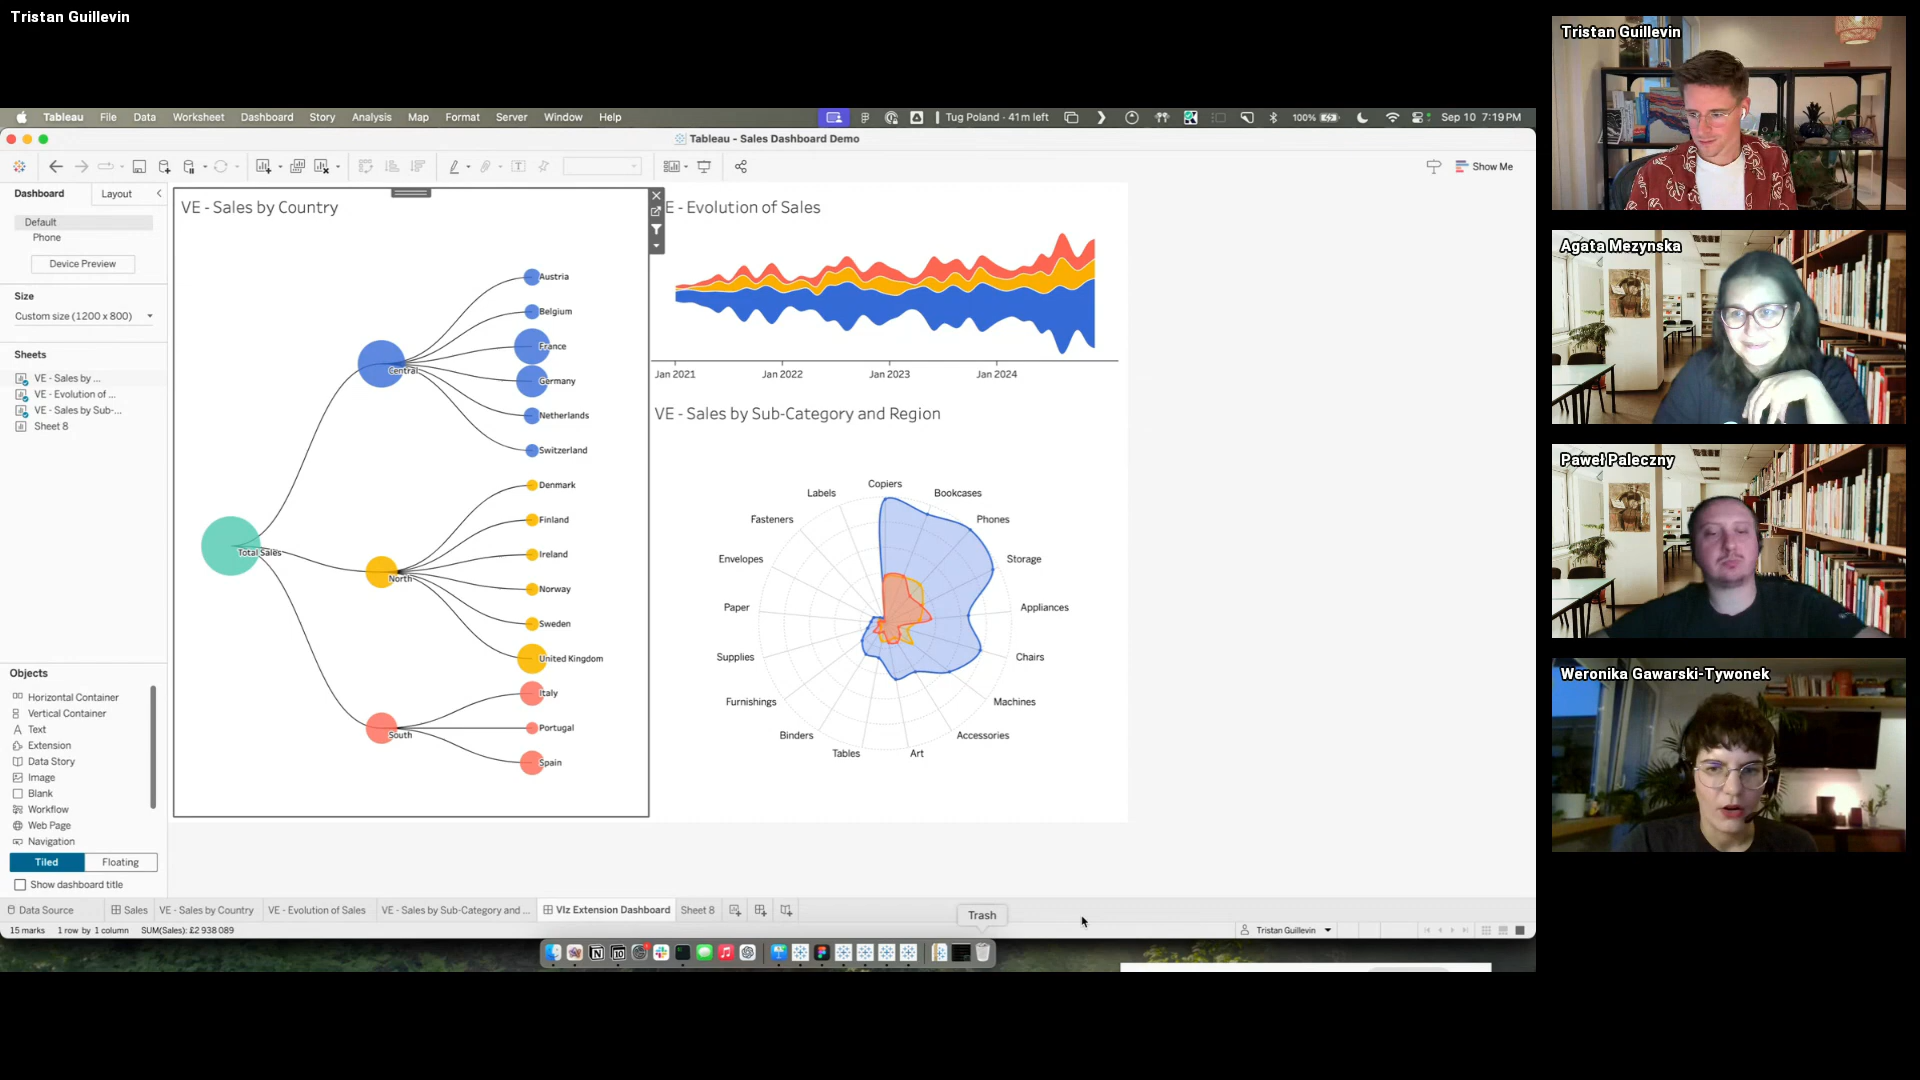 Tristan Guillevin
Tableau File Data Worksheet Dashboard Story Analysis Map Format Server Window Help
Tug Poland · 41m left
100%
Sep 10 7:19 PM
Tableau - Sales Dashboard Demo
Show Me
Dashboard
Layout
Default
Phone
Device Preview
Size
Custom size (1200 x 800)
Sheets
VE - Sales by ...
VE - Evolution of ...
VE - Sales by Sub-...
Sheet 8
Objects
Horizontal Container
Vertical Container
Text
Extension
Data Story
Image
Blank
Workflow
Web Page
Navigation
Tiled
Floating
Show dashboard title
VE - Sales by Country
Total Sales
Central
North
South
Austria
Belgium
France
Germany
Netherlands
Switzerland
Denmark
Finland
Ireland
Norway
Sweden
United Kingdom
Italy
Portugal
Spain
E - Evolution of Sales
Jan 2021
Jan 2022
Jan 2023
Jan 2024
VE - Sales by Sub-Category and Region
Copiers
Bookcases
Phones
Storage
Appliances
Chairs
Machines
Accessories
Art
Tables
Binders
Furnishings
Supplies
Paper
Envelopes
Fasteners
Labels
Data Source
Sales
VE - Sales by Country
VE - Evolution of Sales
VE - Sales by Sub-Category and ...
VIz Extension Dashboard
Sheet 8
Trash
15 marks
1 row by 1 column
SUM(Sales): £2 938 089
Tristan Guillevin
10
Tristan Guillevin
Agata Mezynska
Paweł Paleczny
Weronika Gawarski-Tywonek